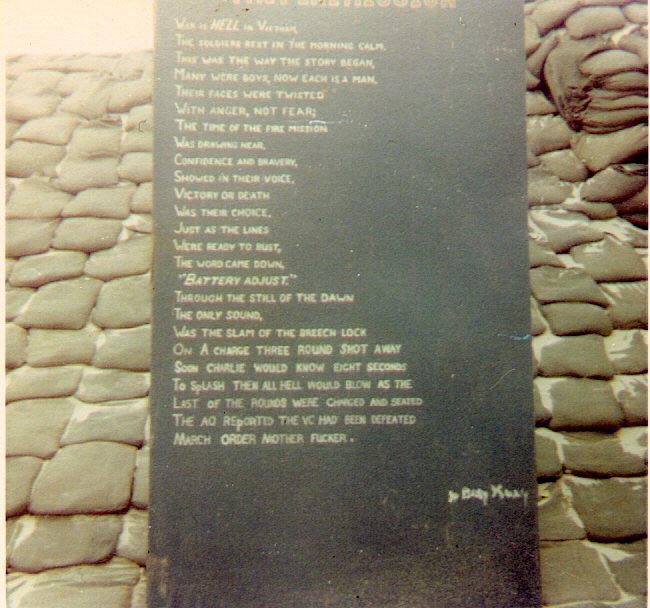 WAR IS HELL IN VIETNAM,
THE SOLDIERS REST IN THE MORNING CALM.
THIS WAS THE WAY THE STORY BEGAN,
MANY WERE BOYS, NOW EACH IS A MAN.
THEIR FACES WERE TWISTED
WITH ANGER, NOT FEAR;
THE TIME OF THE FIRE MISSION
WAS DRAWING NEAR.
CONFIDENCE AND BRAVERY,
SHOWED IN THEIR VOICE,
VICTORY OR DEATH
WAS THEIR CHOICE.
JUST AS THE LINES
WERE READY TO BUST,
THE WORD CAME DOWN,
"BATTERY ADJUST."
THROUGH THE STILL OF THE DAWN
THE ONLY SOUND,
WAS THE SLAM OF THE BREECH LOCK
ON A CHARGE THREE ROUND SHOT AWAY
SOON CHARLIE WOULD KNOW EIGHT SECONDS
TO SPLASH THEN ALL HELL WOULD BLOW AS THE
LAST OF THE ROUNDS WERE CHARGED AND SEATED
THE AO REPORTED THE VC HAD BEEN DEFEATED
MARCH ORDER MOTHER FUCKER.